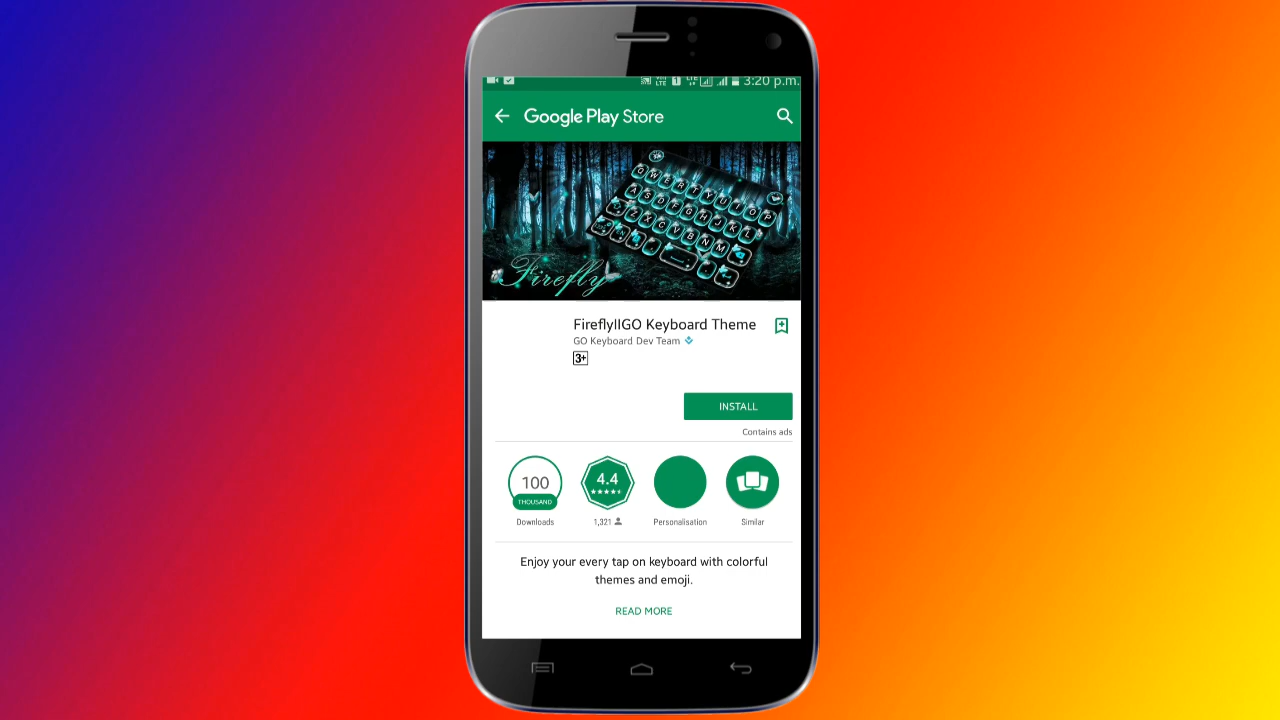 3:20 p.m.
Google Play Store
Q W E R T Y U I O P
A S D F G H J K L
Z X C V B N M
Firefly
FireflyIIGO Keyboard Theme
GO Keyboard Dev Team
3+
INSTALL
Contains ads
100
THOUSAND
4.4
Downloads
1,321
Personalisation
Similar
Enjoy your every tap on keyboard with colorful
themes and emoji.
READ MORE